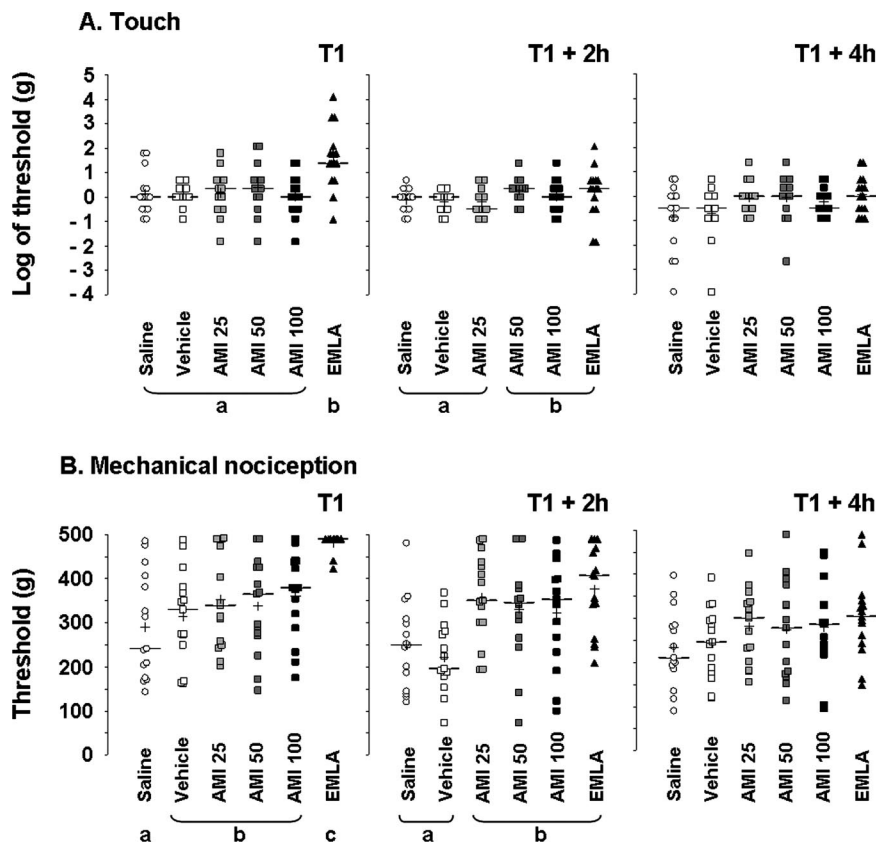 A. Touch
T1
T1 + 2h
T1 + 4h
Log of threshold (g)
5
4
3
2
1
0
- 1
- 2
- 3
- 4
Saline
Vehicle
AMI 25
AMI 50
AMI 100
EMLA
Saline
Vehicle
AMI 25
AMI 50
AMI 100
EMLA
Saline
Vehicle
AMI 25
AMI 50
AMI 100
EMLA
a
b
a
b
B. Mechanical nociception
T1
T1 + 2h
T1 + 4h
Threshold (g)
500
400
300
200
100
0
Saline
Vehicle
AMI 25
AMI 50
AMI 100
EMLA
Saline
Vehicle
AMI 25
AMI 50
AMI 100
EMLA
Saline
Vehicle
AMI 25
AMI 50
AMI 100
EMLA
a
b
c
a
b